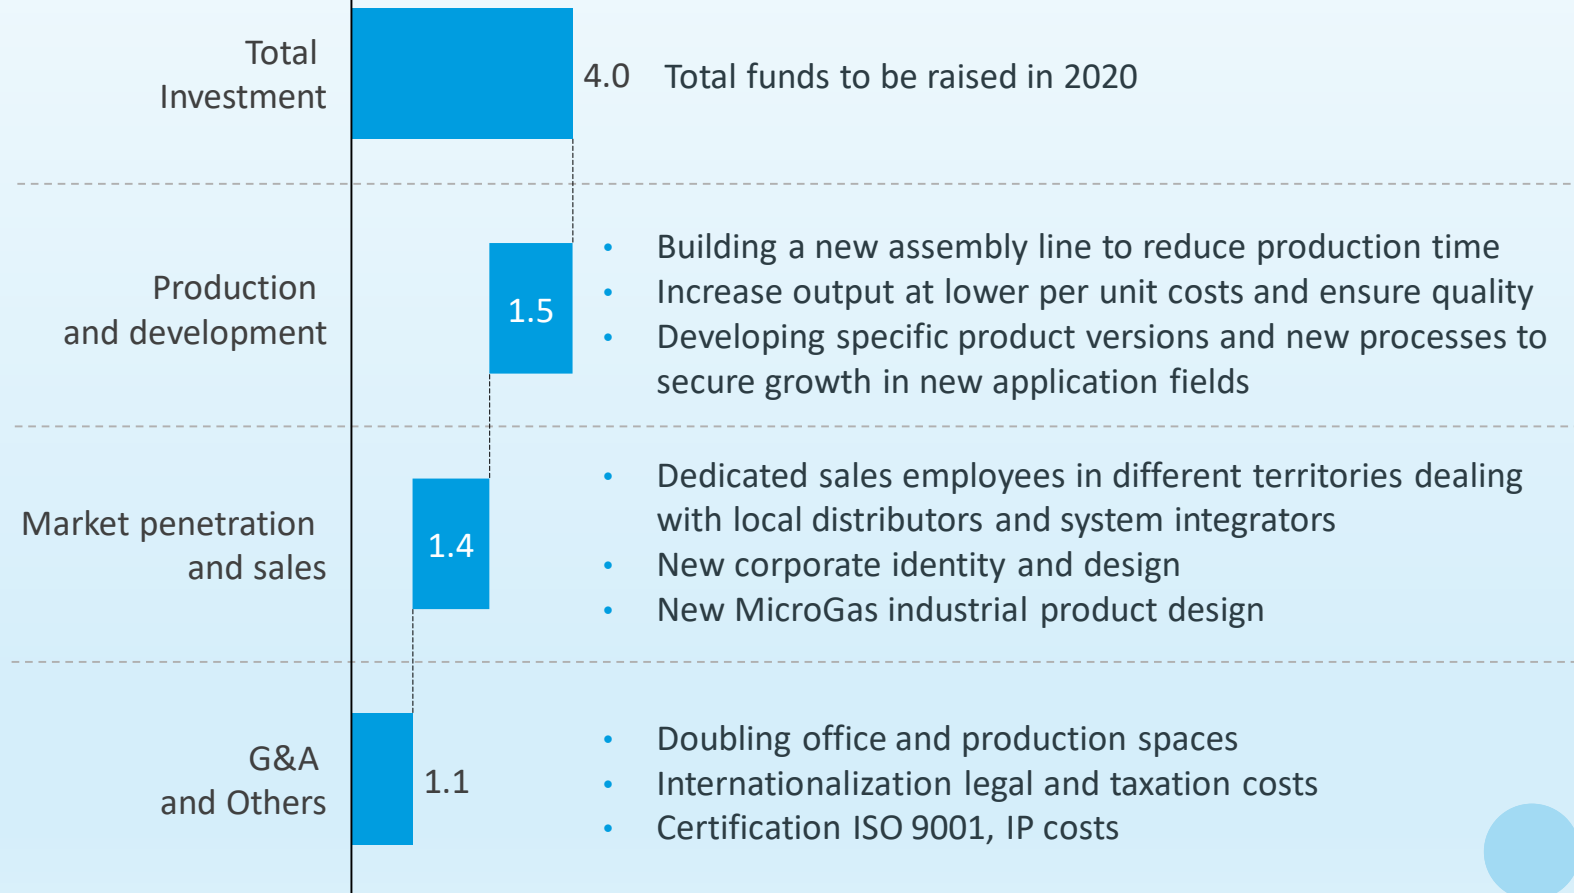 Total
Investment
4.0
Total funds to be raised in 2020
Production
and development
1.5
• Building a new assembly line to reduce production time
• Increase output at lower per unit costs and ensure quality
• Developing specific product versions and new processes to
secure growth in new application fields
Market penetration
and sales
1.4
• Dedicated sales employees in different territories dealing
with local distributors and system integrators
• New corporate identity and design
• New MicroGas industrial product design
G&A
and Others
1.1
• Doubling office and production spaces
• Internationalization legal and taxation costs
• Certification ISO 9001, IP costs